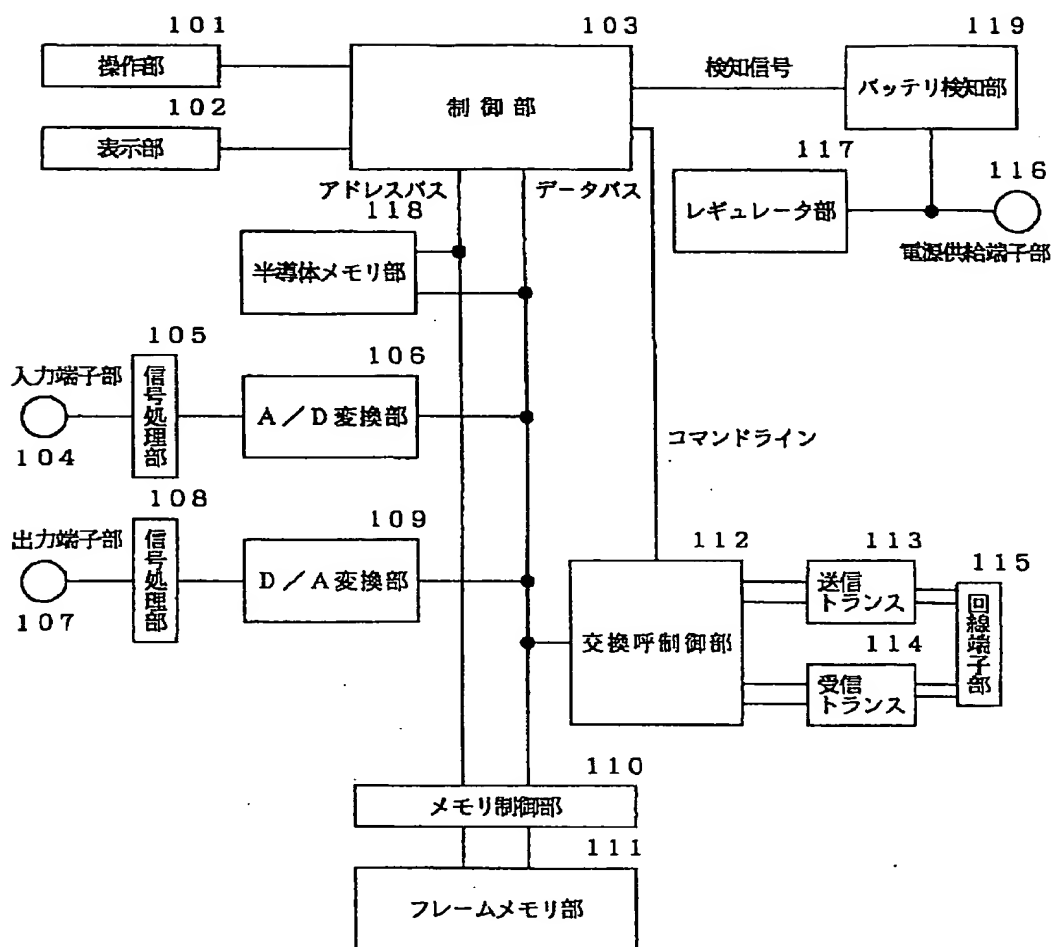 101
操作部
102
表示部
103
制御部
検知信号
119
バッテリ検知部
117
レギュレータ部
116
電源供給端子部
アドレスバス
データバス
118
半導体メモリ部
105
入力端子部
104
信号処理部
106
A／D変換部
コマンドライン
108
出力端子部
107
信号処理部
109
D／A変換部
112
交換呼制御部
113
送信
トランス
114
受信
トランス
115
回線端子部
110
メモリ制御部
111
フレームメモリ部